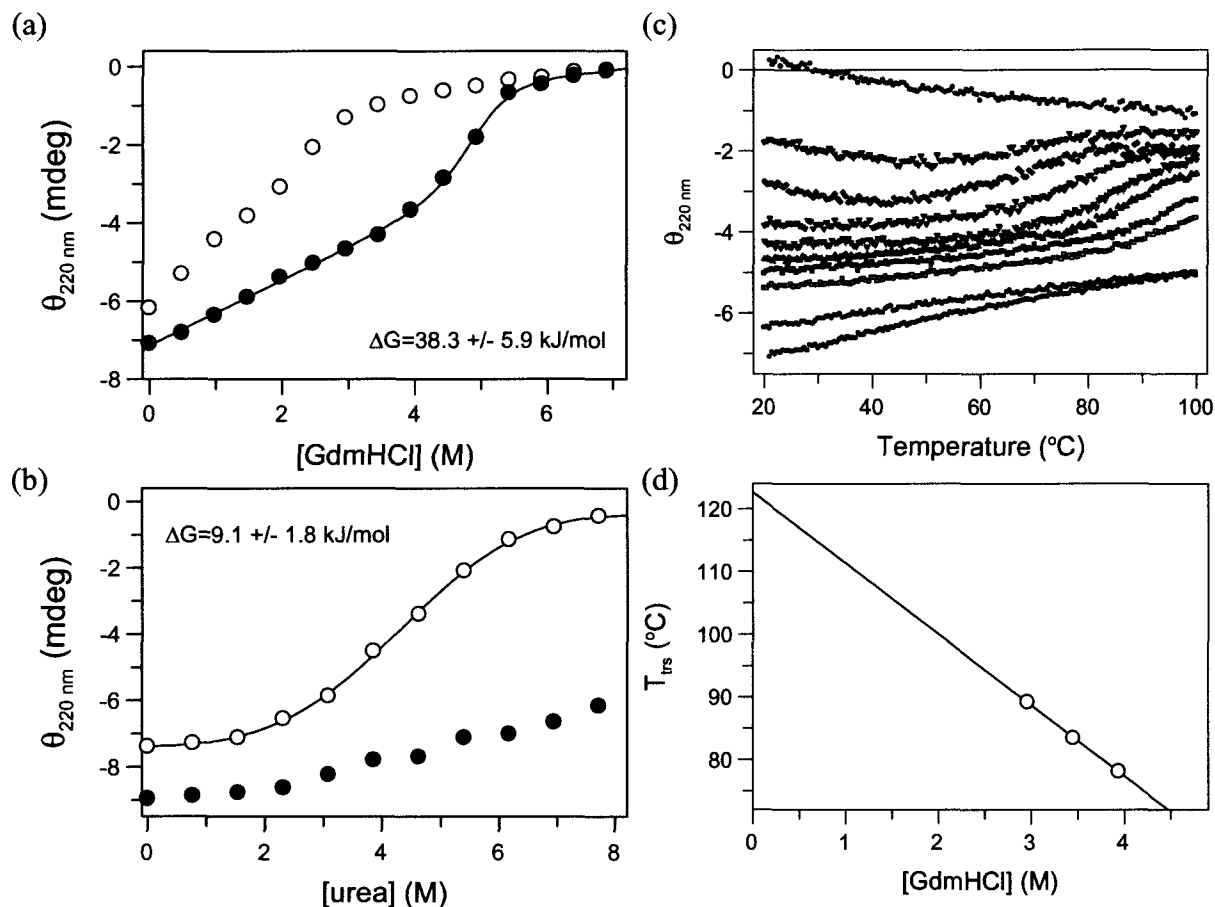 (a)
0
-2
-4
-6
-8
θ220 nm (mdeg)
ΔG=38.3 +/- 5.9 kJ/mol
0
2
4
6
[GdmHCl] (M)
(b)
0
-2
-4
-6
-8
θ220 nm (mdeg)
ΔG=9.1 +/- 1.8 kJ/mol
0
2
4
6
8
[urea] (M)
(c)
0
-2
-4
-6
θ220 nm
20
40
60
80
100
Temperature (ºC)
(d)
120
110
100
90
80
Ttrs (ºC)
0
1
2
3
4
[GdmHCl] (M)